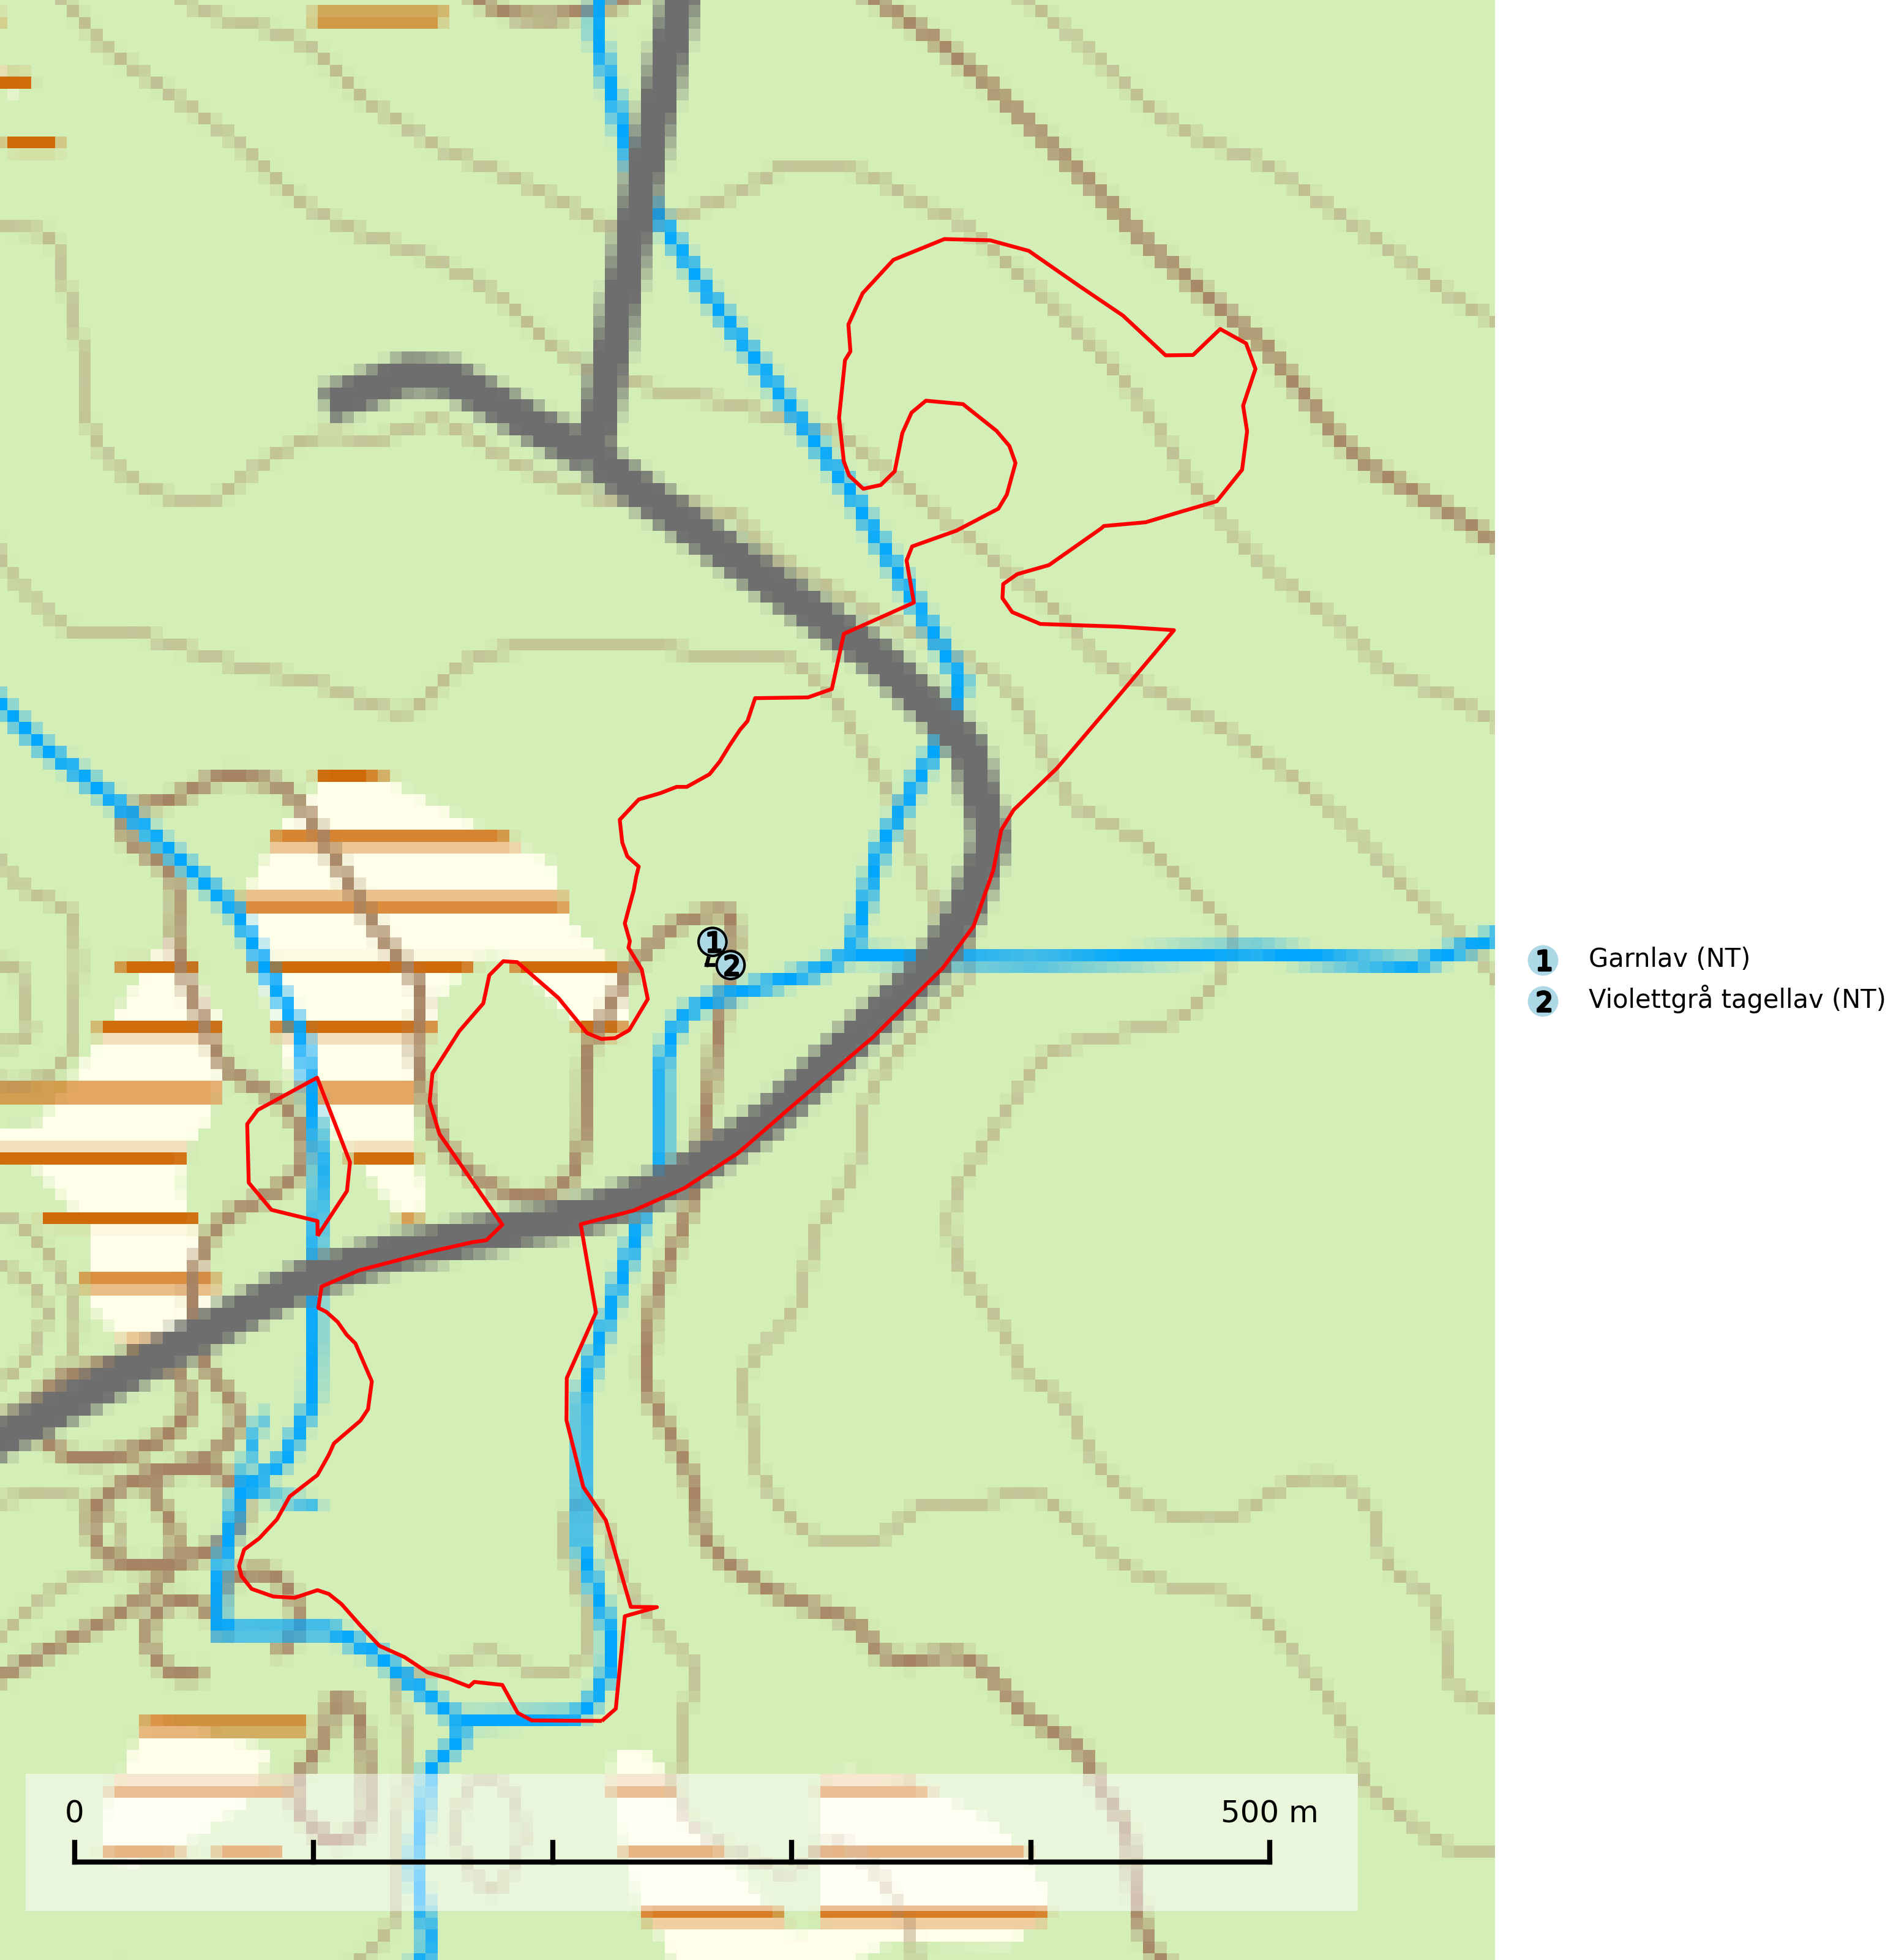 1
2
1 Garnlav (NT)
2 Violettgrå tagellav (NT)
0 500 m